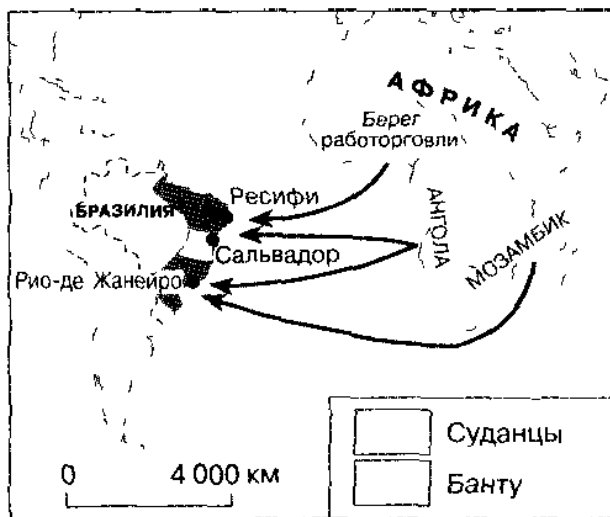 АФРИКА
Берег
работорговли
Ресифи
БРАЗИЛИЯ
АНГОЛА
Сальвадор
МОЗАМБИК
Рио-де Жанейро
Суданцы
Банту
0 4 000 км